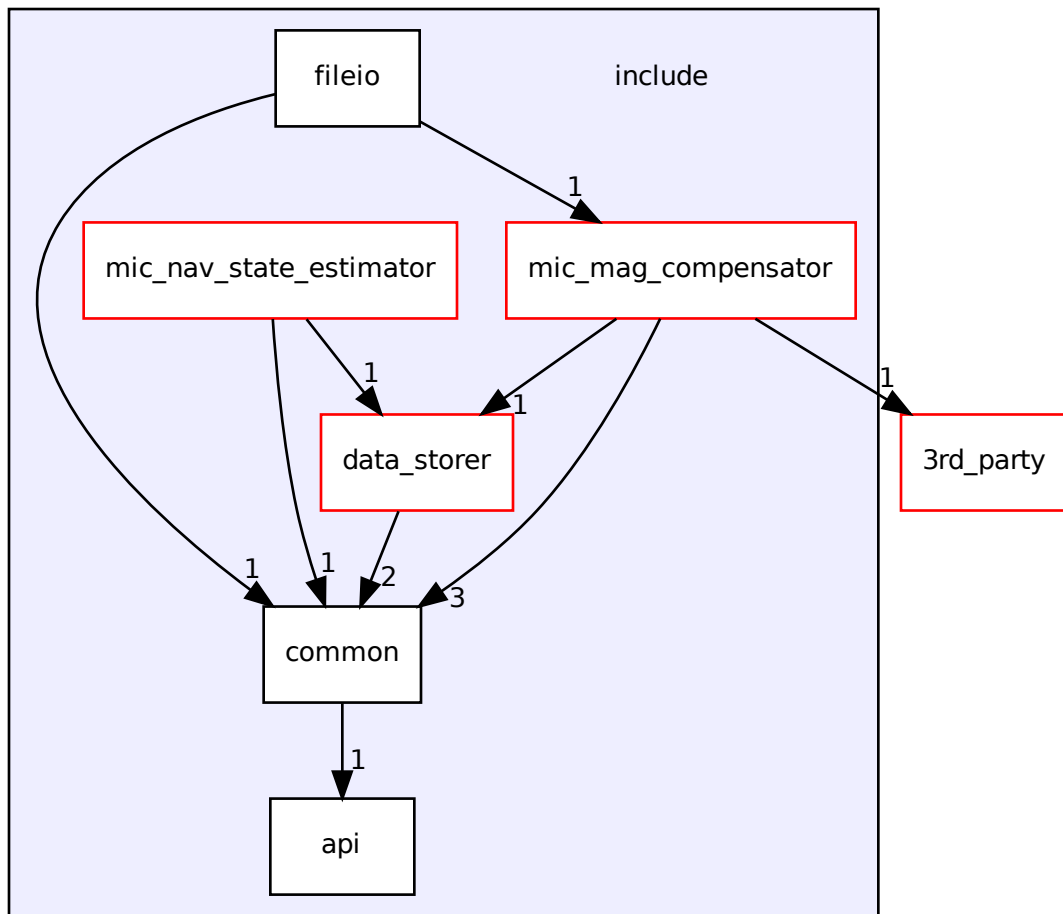 fileio
include
1
mic_nav_state_estimator
mic_mag_compensator
1
1
1
data_storer
3rd_party
1
1
2
3
common
1
api